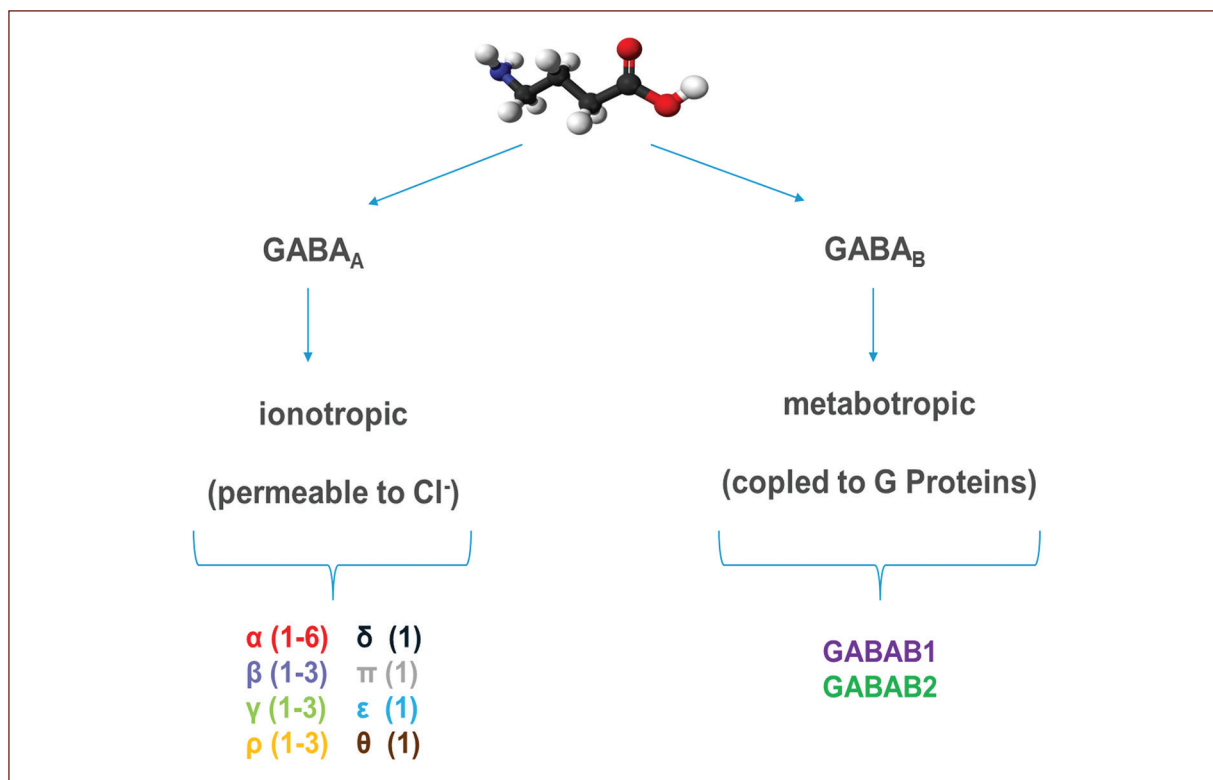 GABAA
GABAB
ionotropic
metabotropic
(permeable to Cl-)
(copled to G Proteins)
α (1-6) δ (1)
β (1-3) π (1)
γ (1-3) ε (1)
ρ (1-3) θ (1)
GABAB1
GABAB2